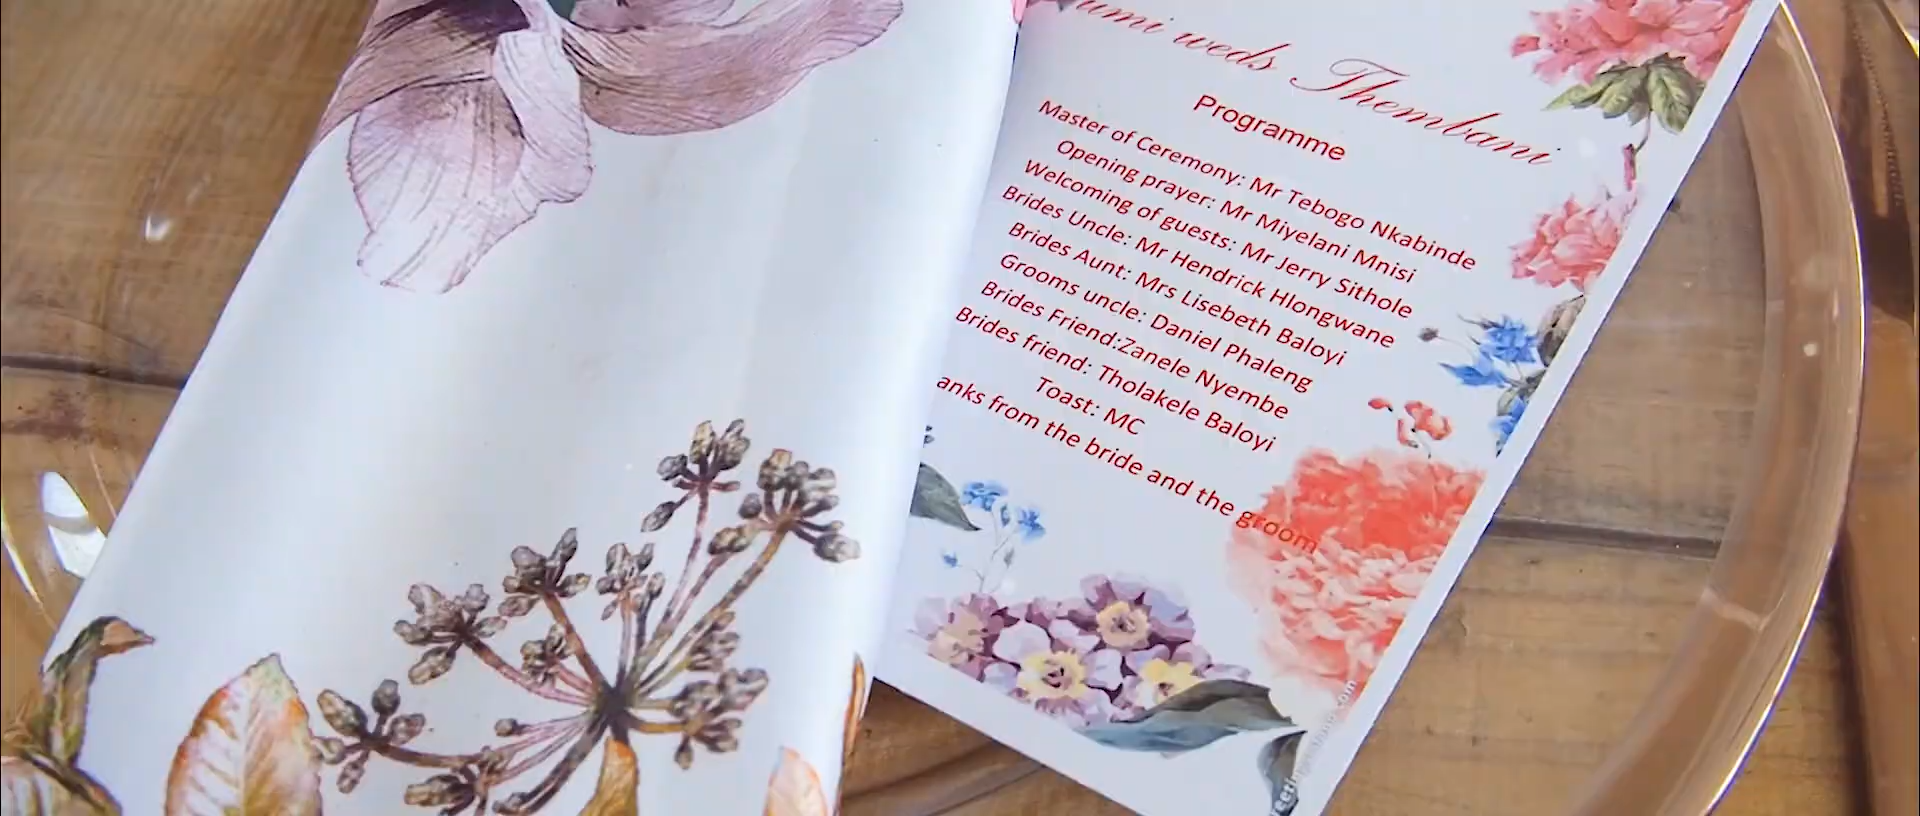 umi weds Thembani
Programme
Master of Ceremony: Mr Tebogo Nkabinde
Opening prayer: Mr Miyelani Mnisi
Welcoming of guests: Mr Jerry Sithole
Brides Uncle: Mr Hendrick Hlongwane
Brides Aunt: Mrs Lisebeth Baloyi
Grooms uncle: Daniel Phaleng
Brides Friend:Zanele Nyembe
Brides friend: Tholakele Baloyi
Toast: MC
anks from the bride and the groom